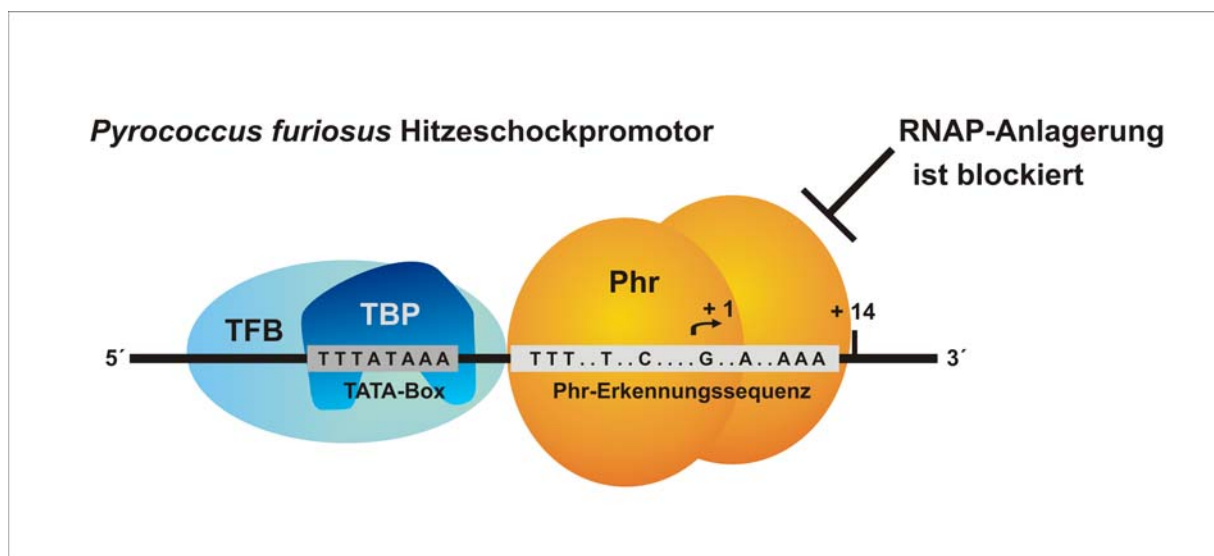 Pyrococcus furiosus Hitzeschockpromotor
RNAP-Anlagerung
ist blockiert
Phr
TBP
TFB
+ 1
+ 14
5´
TTTATAAA
TTT..T..C....G..A..AAA
3´
TATA-Box
Phr-Erkennungssequenz